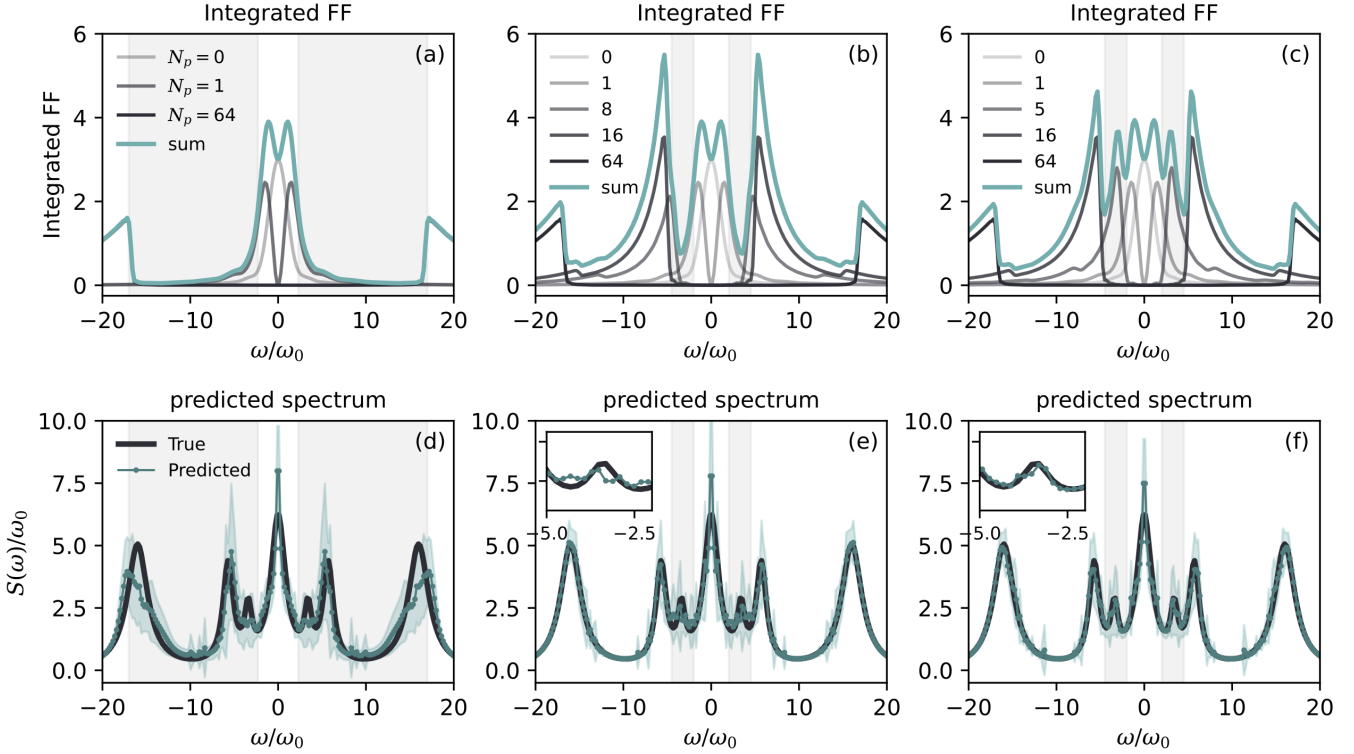 Integrated FF
Integrated FF
Integrated FF
6
4
2
0
Integrated FF
N_p = 0
N_p = 1
N_p = 64
sum
(a)
−20 −10 0 10 20
ω/ω₀
6
4
2
0
0
1
8
16
64
sum
(b)
−20 −10 0 10 20
ω/ω₀
6
4
2
0
0
1
5
16
64
sum
(c)
−20 −10 0 10 20
ω/ω₀
predicted spectrum
predicted spectrum
predicted spectrum
10.0
7.5
5.0
2.5
0.0
S(ω)/ω₀
True
Predicted
(d)
−20 −10 0 10 20
ω/ω₀
10.0
7.5
5.0
2.5
0.0
−5.0 −2.5
(e)
−20 −10 0 10 20
ω/ω₀
10.0
7.5
5.0
2.5
0.0
−5.0 −2.5
(f)
−20 −10 0 10 20
ω/ω₀